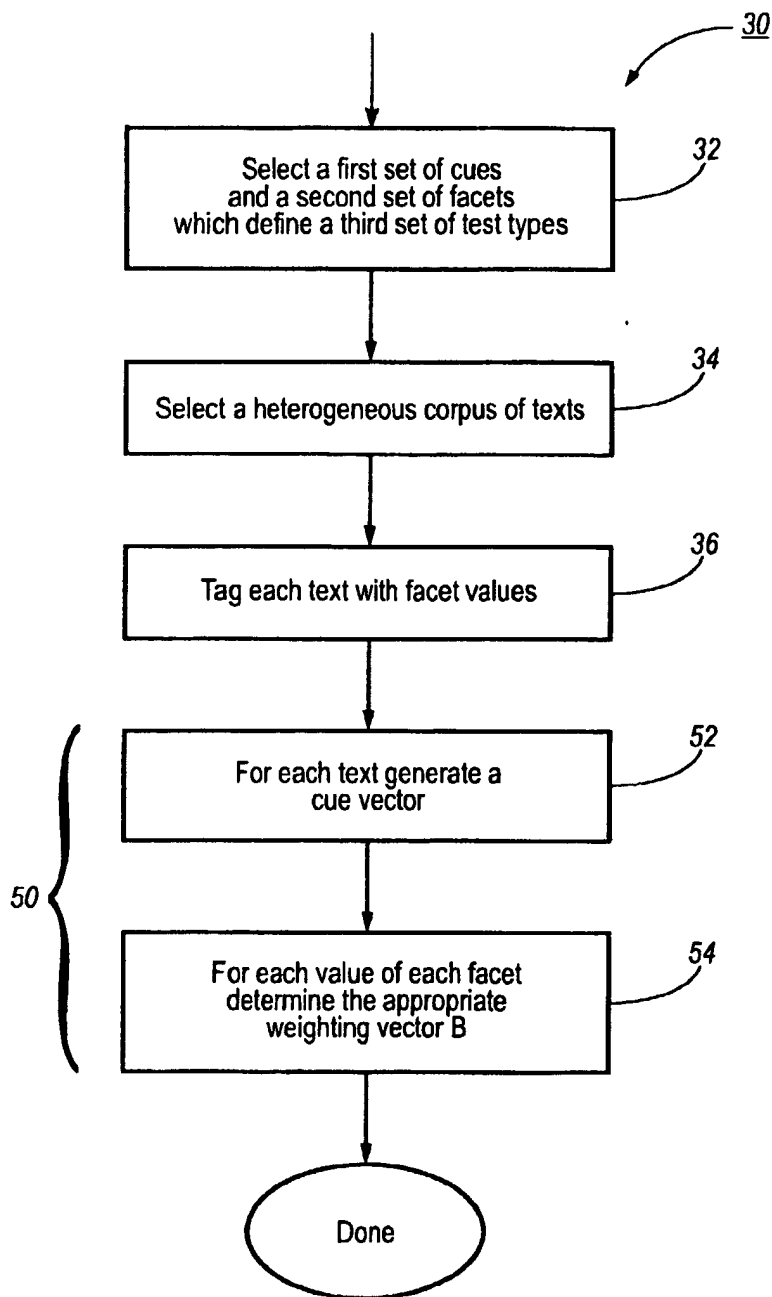 30
Select a first set of cues
and a second set of facets
which define a third set of test types
32
Select a heterogeneous corpus of texts
34
Tag each text with facet values
36
For each text generate a
cue vector
52
50
For each value of each facet
determine the appropriate
weighting vector B
54
Done